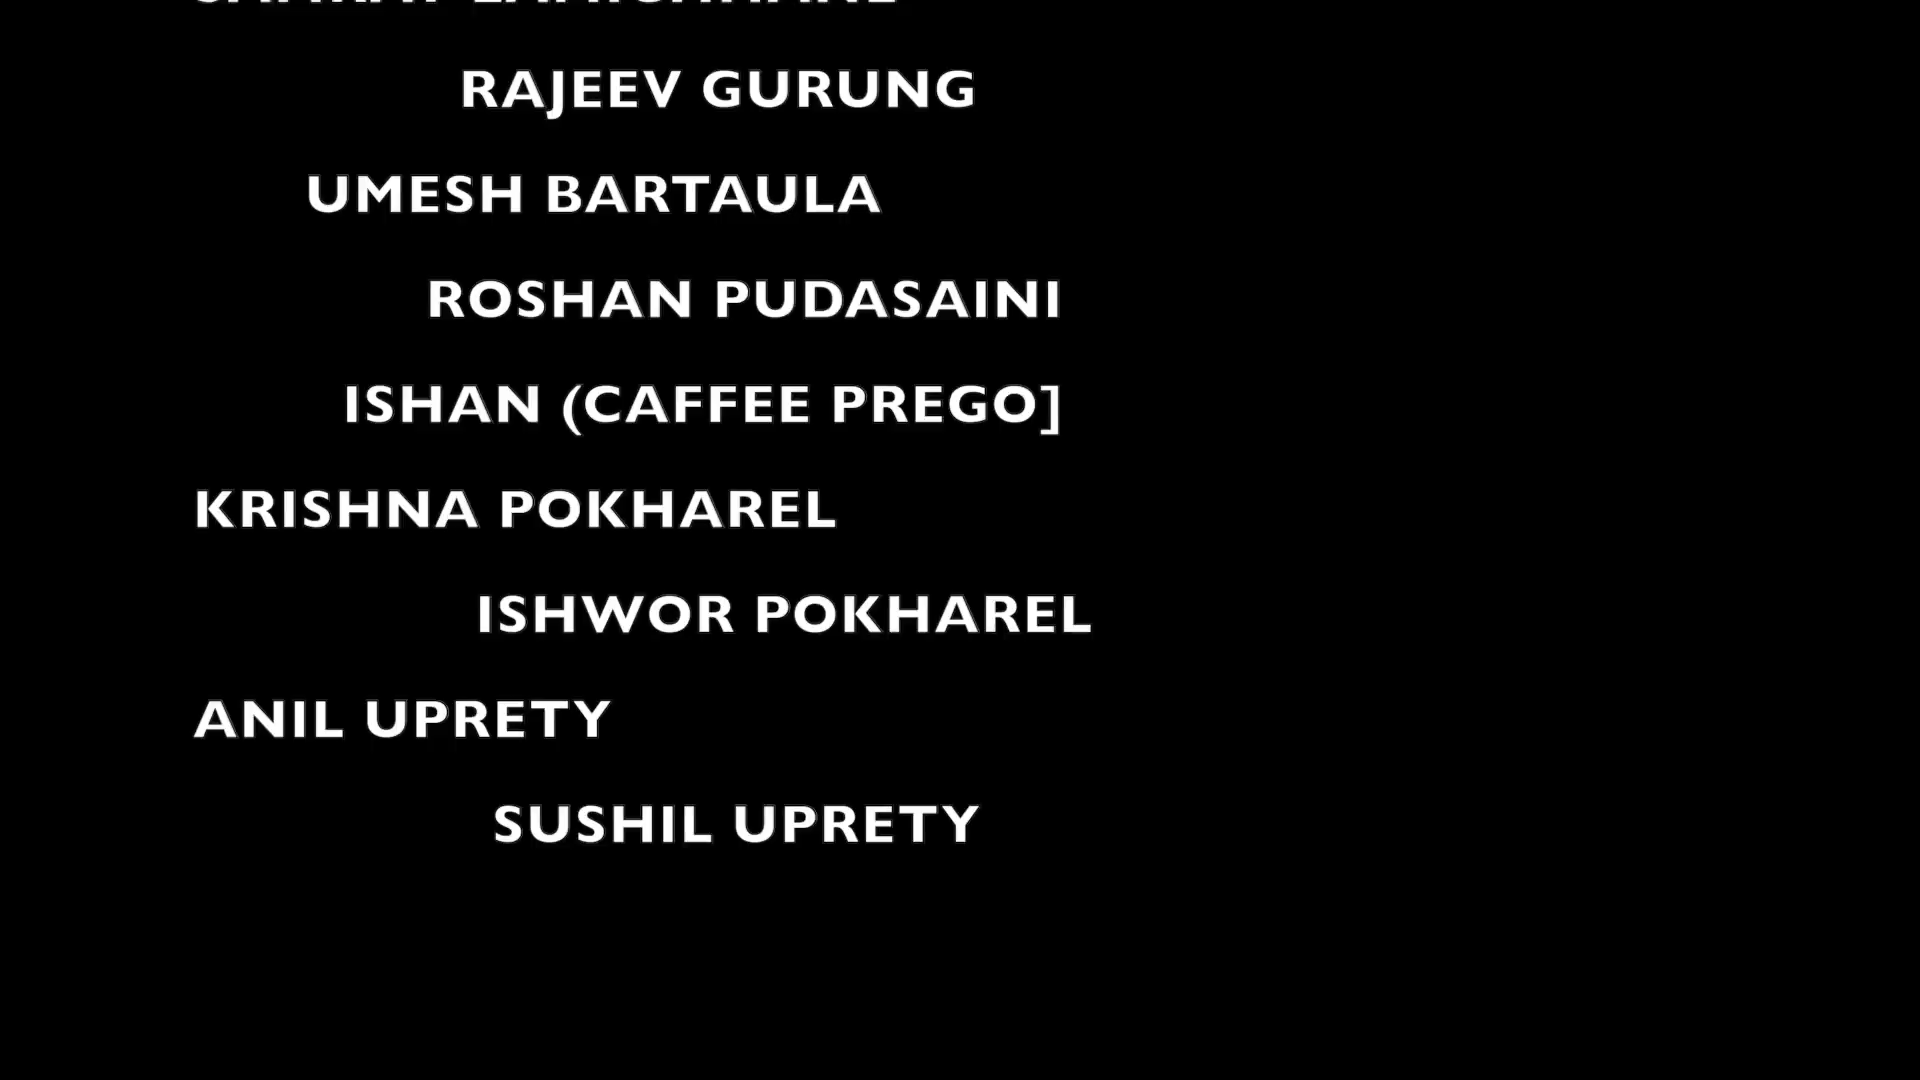 RAJEEV GURUNG
UMESH BARTAULA
ROSHAN PUDASAINI
ISHAN (CAFFEE PREGO]
KRISHNA POKHAREL
ISHWOR POKHAREL
ANIL UPRETY
SUSHIL UPRETY